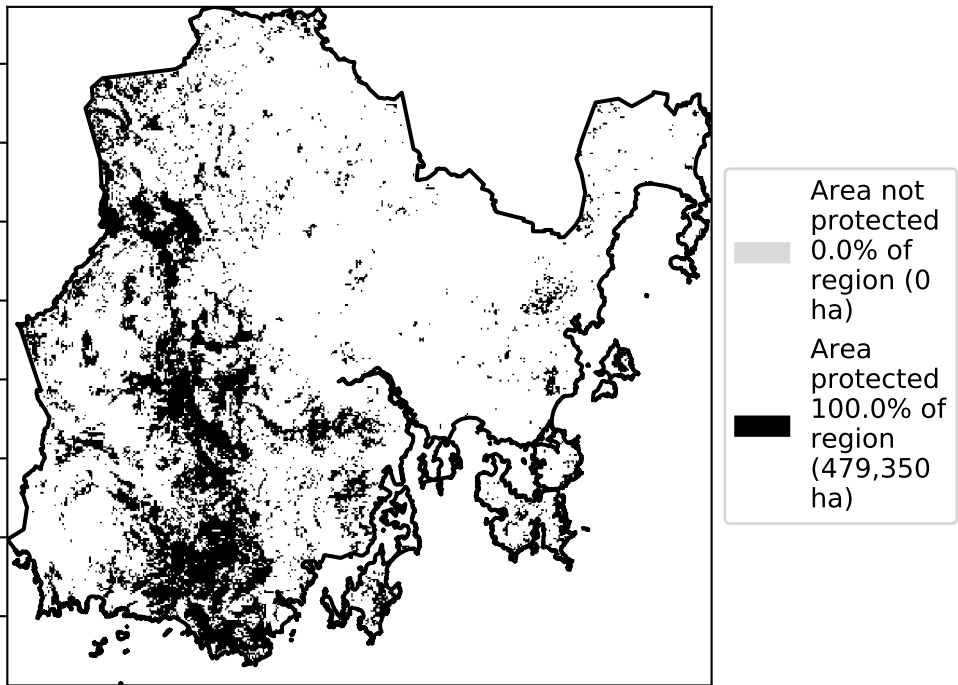 Area not
protected
0.0% of
region (0
ha)
Area
protected
100.0% of
region
(479,350
ha)